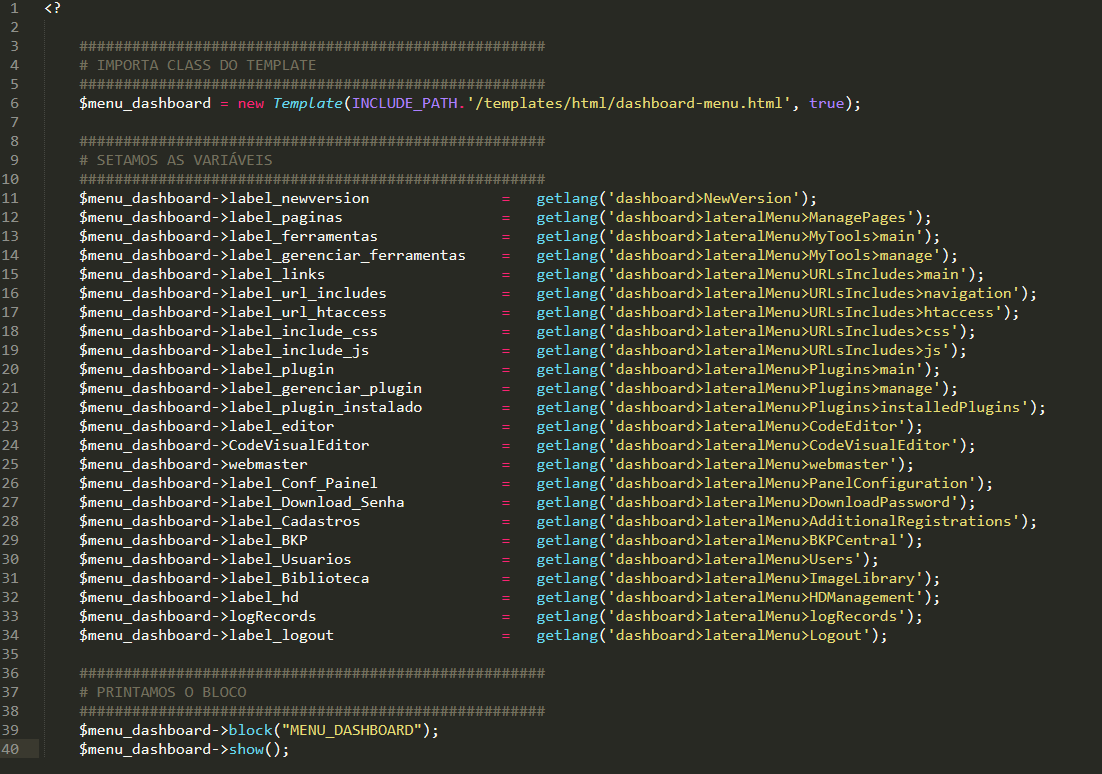 1 <?
2
3 #####################################################
4 # IMPORTA CLASS DO TEMPLATE
5 #####################################################
6 $menu_dashboard = new Template(INCLUDE_PATH.'/templates/html/dashboard-menu.html', true);
7
8 #####################################################
9 # SETAMOS AS VARIÁVEIS
10 #####################################################
11 $menu_dashboard->label_newversion = getlang('dashboard>NewVersion');
12 $menu_dashboard->label_paginas = getlang('dashboard>lateralMenu>ManagePages');
13 $menu_dashboard->label_ferramentas = getlang('dashboard>lateralMenu>MyTools>main');
14 $menu_dashboard->label_gerenciar_ferramentas = getlang('dashboard>lateralMenu>MyTools>manage');
15 $menu_dashboard->label_links = getlang('dashboard>lateralMenu>URLsIncludes>main');
16 $menu_dashboard->label_url_includes = getlang('dashboard>lateralMenu>URLsIncludes>navigation');
17 $menu_dashboard->label_url_htaccess = getlang('dashboard>lateralMenu>URLsIncludes>htaccess');
18 $menu_dashboard->label_include_css = getlang('dashboard>lateralMenu>URLsIncludes>css');
19 $menu_dashboard->label_include_js = getlang('dashboard>lateralMenu>URLsIncludes>js');
20 $menu_dashboard->label_plugin = getlang('dashboard>lateralMenu>Plugins>main');
21 $menu_dashboard->label_gerenciar_plugin = getlang('dashboard>lateralMenu>Plugins>manage');
22 $menu_dashboard->label_plugin_instalado = getlang('dashboard>lateralMenu>Plugins>installedPlugins');
23 $menu_dashboard->label_editor = getlang('dashboard>lateralMenu>CodeEditor');
24 $menu_dashboard->CodeVisualEditor = getlang('dashboard>lateralMenu>CodeVisualEditor');
25 $menu_dashboard->webmaster = getlang('dashboard>lateralMenu>webmaster');
26 $menu_dashboard->label_Conf_Painel = getlang('dashboard>lateralMenu>PanelConfiguration');
27 $menu_dashboard->label_Download_Senha = getlang('dashboard>lateralMenu>DownloadPassword');
28 $menu_dashboard->label_Cadastros = getlang('dashboard>lateralMenu>AdditionalRegistrations');
29 $menu_dashboard->label_BKP = getlang('dashboard>lateralMenu>BKPCentral');
30 $menu_dashboard->label_Usuarios = getlang('dashboard>lateralMenu>Users');
31 $menu_dashboard->label_Biblioteca = getlang('dashboard>lateralMenu>ImageLibrary');
32 $menu_dashboard->label_hd = getlang('dashboard>lateralMenu>HDManagement');
33 $menu_dashboard->logRecords = getlang('dashboard>lateralMenu>logRecords');
34 $menu_dashboard->label_logout = getlang('dashboard>lateralMenu>Logout');
35
36 #####################################################
37 # PRINTAMOS O BLOCO
38 #####################################################
39 $menu_dashboard->block("MENU_DASHBOARD");
40 $menu_dashboard->show();